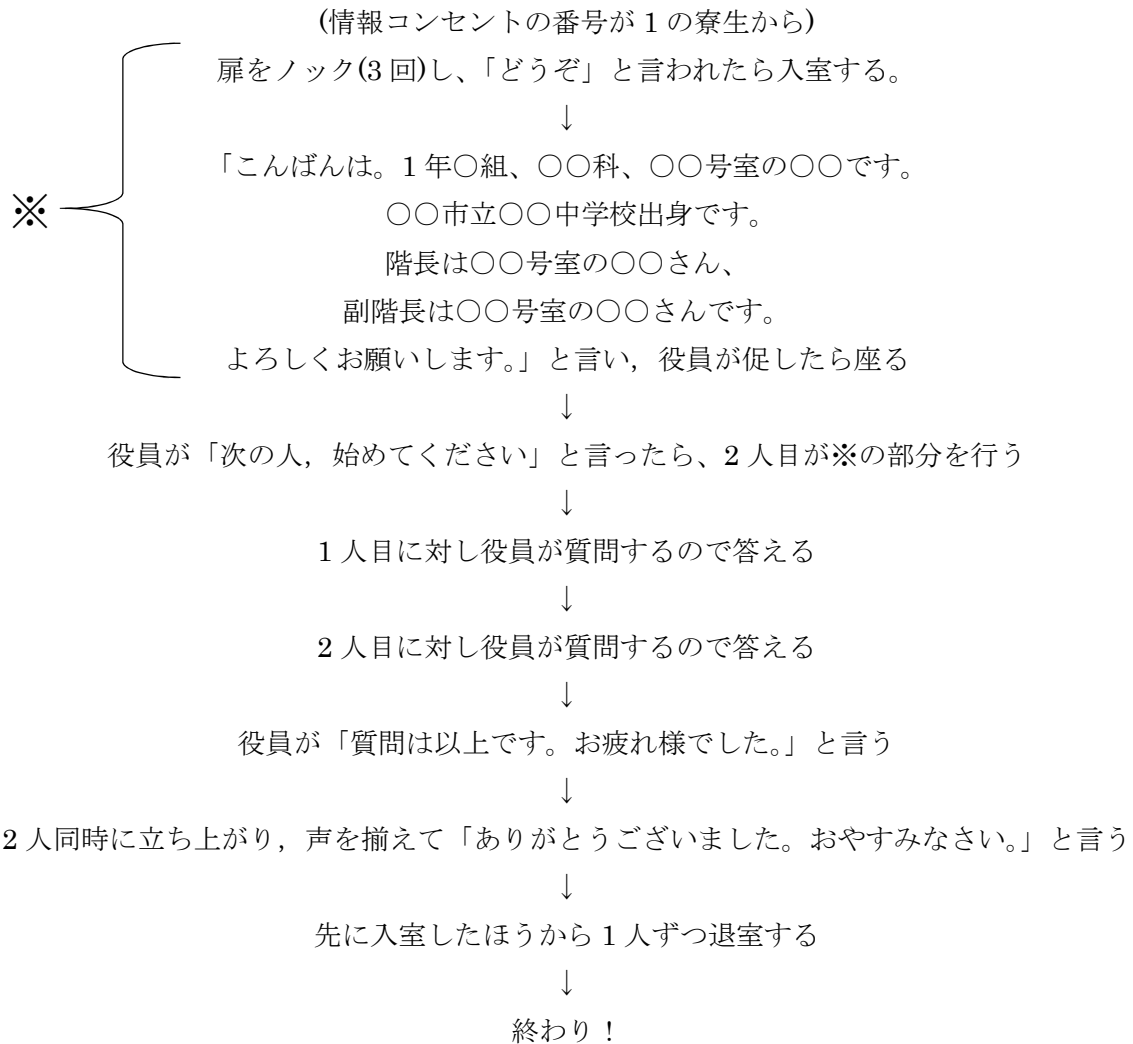 (情報コンセントの番号が 1 の寮生から)
扉をノック(3 回)し、「どうぞ」と言われたら入室する。
↓
「こんばんは。1 年○組、○○科、○○号室の○○です。
○○市立○○中学校出身です。
※
階長は○○号室の○○さん、
副階長は○○号室の○○さんです。
よろしくお願いします。」と言い，役員が促したら座る
↓
役員が「次の人，始めてください」と言ったら、2 人目が※の部分を行う
↓
1 人目に対し役員が質問するので答える
↓
2 人目に対し役員が質問するので答える
↓
役員が「質問は以上です。お疲れ様でした。」と言う
↓
2 人同時に立ち上がり，声を揃えて「ありがとうございました。おやすみなさい。」と言う
↓
先に入室したほうから 1 人ずつ退室する
↓
終わり！